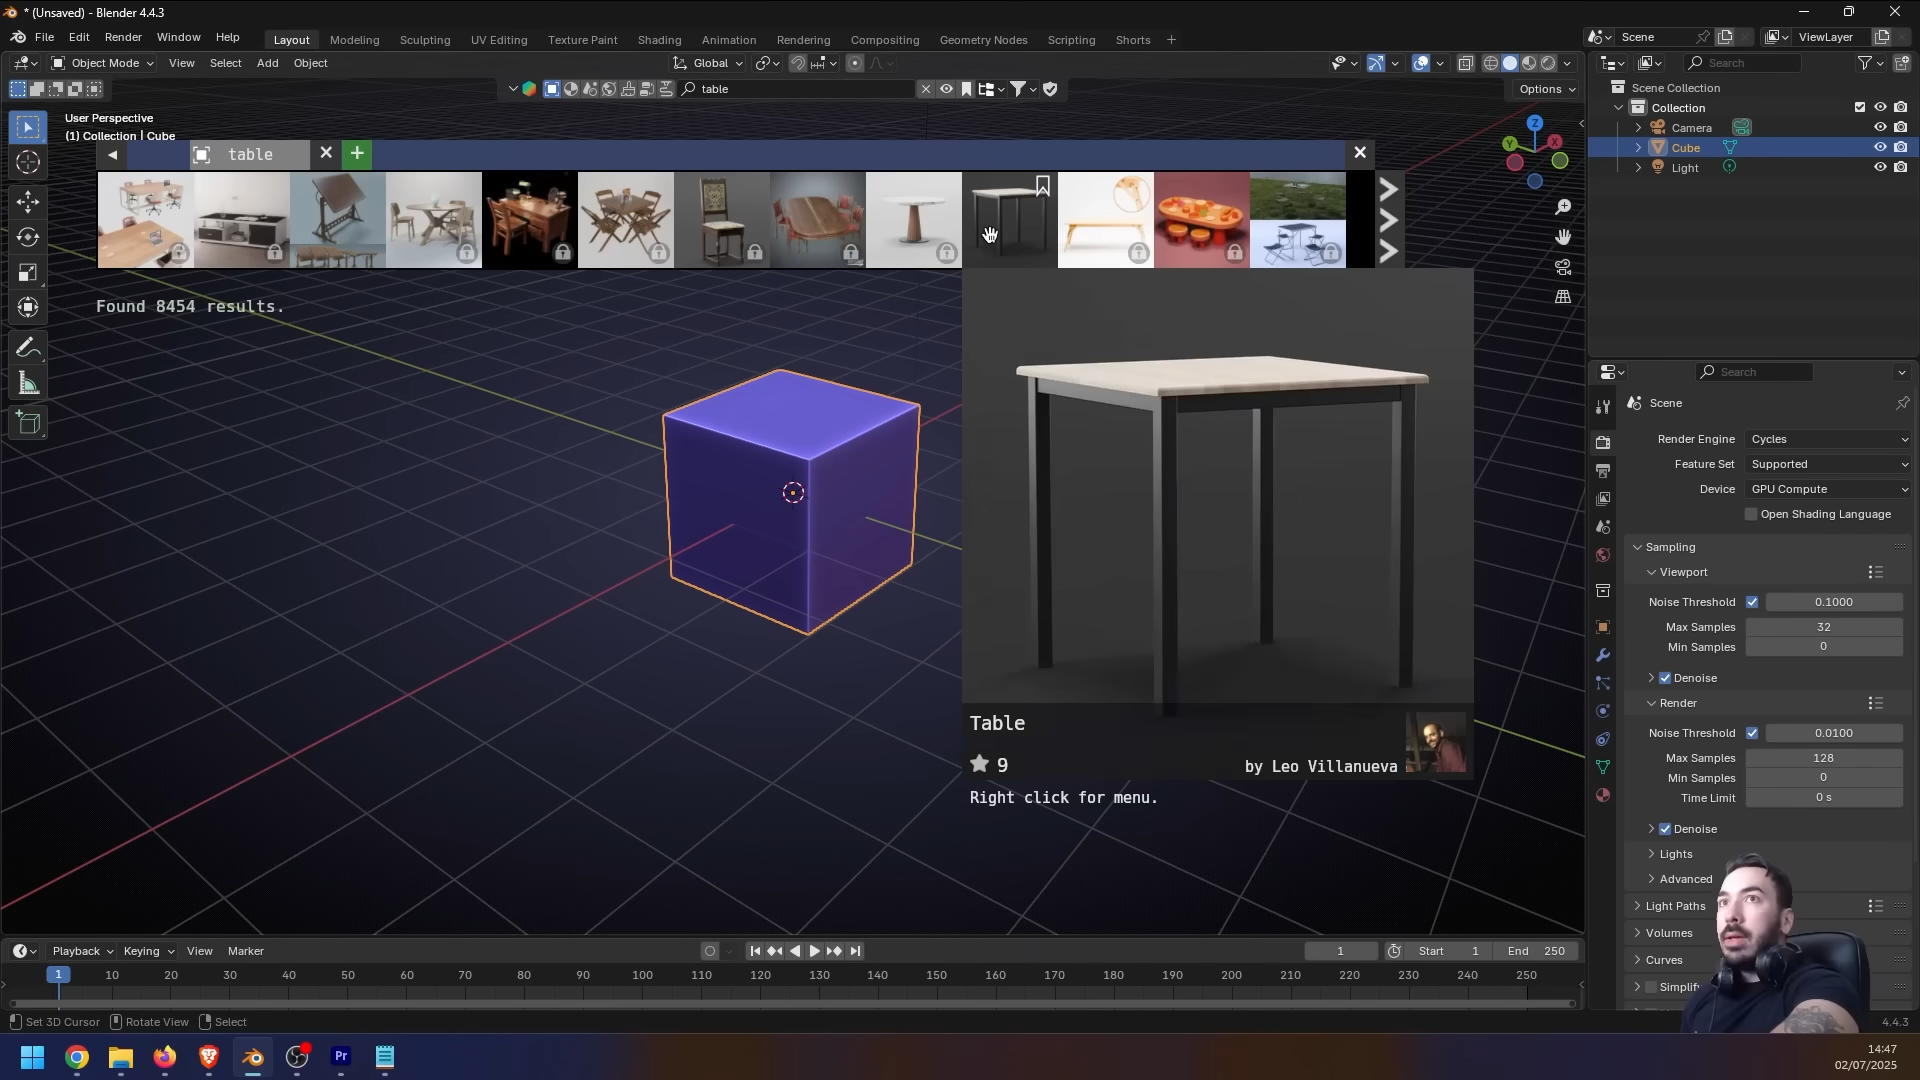 * (Unsaved) - Blender 4.4.3
File Edit Render Window Help
Layout Modeling Sculpting UV Editing Texture Paint Shading Animation Rendering Compositing Geometry Nodes Scripting Shorts +
Scene
ViewLayer
Object Mode View Select Add Object
Global
Search
table
Options
User Perspective
(1) Collection | Cube
table
Found 8454 results.
Z
Y
X
Table
9
by Leo Villanueva
Right click for menu.
Scene Collection
Collection
Camera
Cube
Light
Search
Scene
Render Engine Cycles
Feature Set Supported
Device GPU Compute
Open Shading Language
Sampling
Viewport
Noise Threshold 0.1000
Max Samples 32
Min Samples 0
Denoise
Render
Noise Threshold 0.0100
Max Samples 128
Min Samples 0
Time Limit 0 s
Denoise
Lights
Advanced
Light Paths
Volumes
Curves
Simplify
Playback Keying View Marker
1 Start 1 End 250
1 10 20 30 40 50 60 70 80 90 100 110 120 130 140 150 160 170 180 190 200 210 220 230 240 250
Set 3D Cursor Rotate View Select
4.4.3
Pr
14:47
02/07/2025